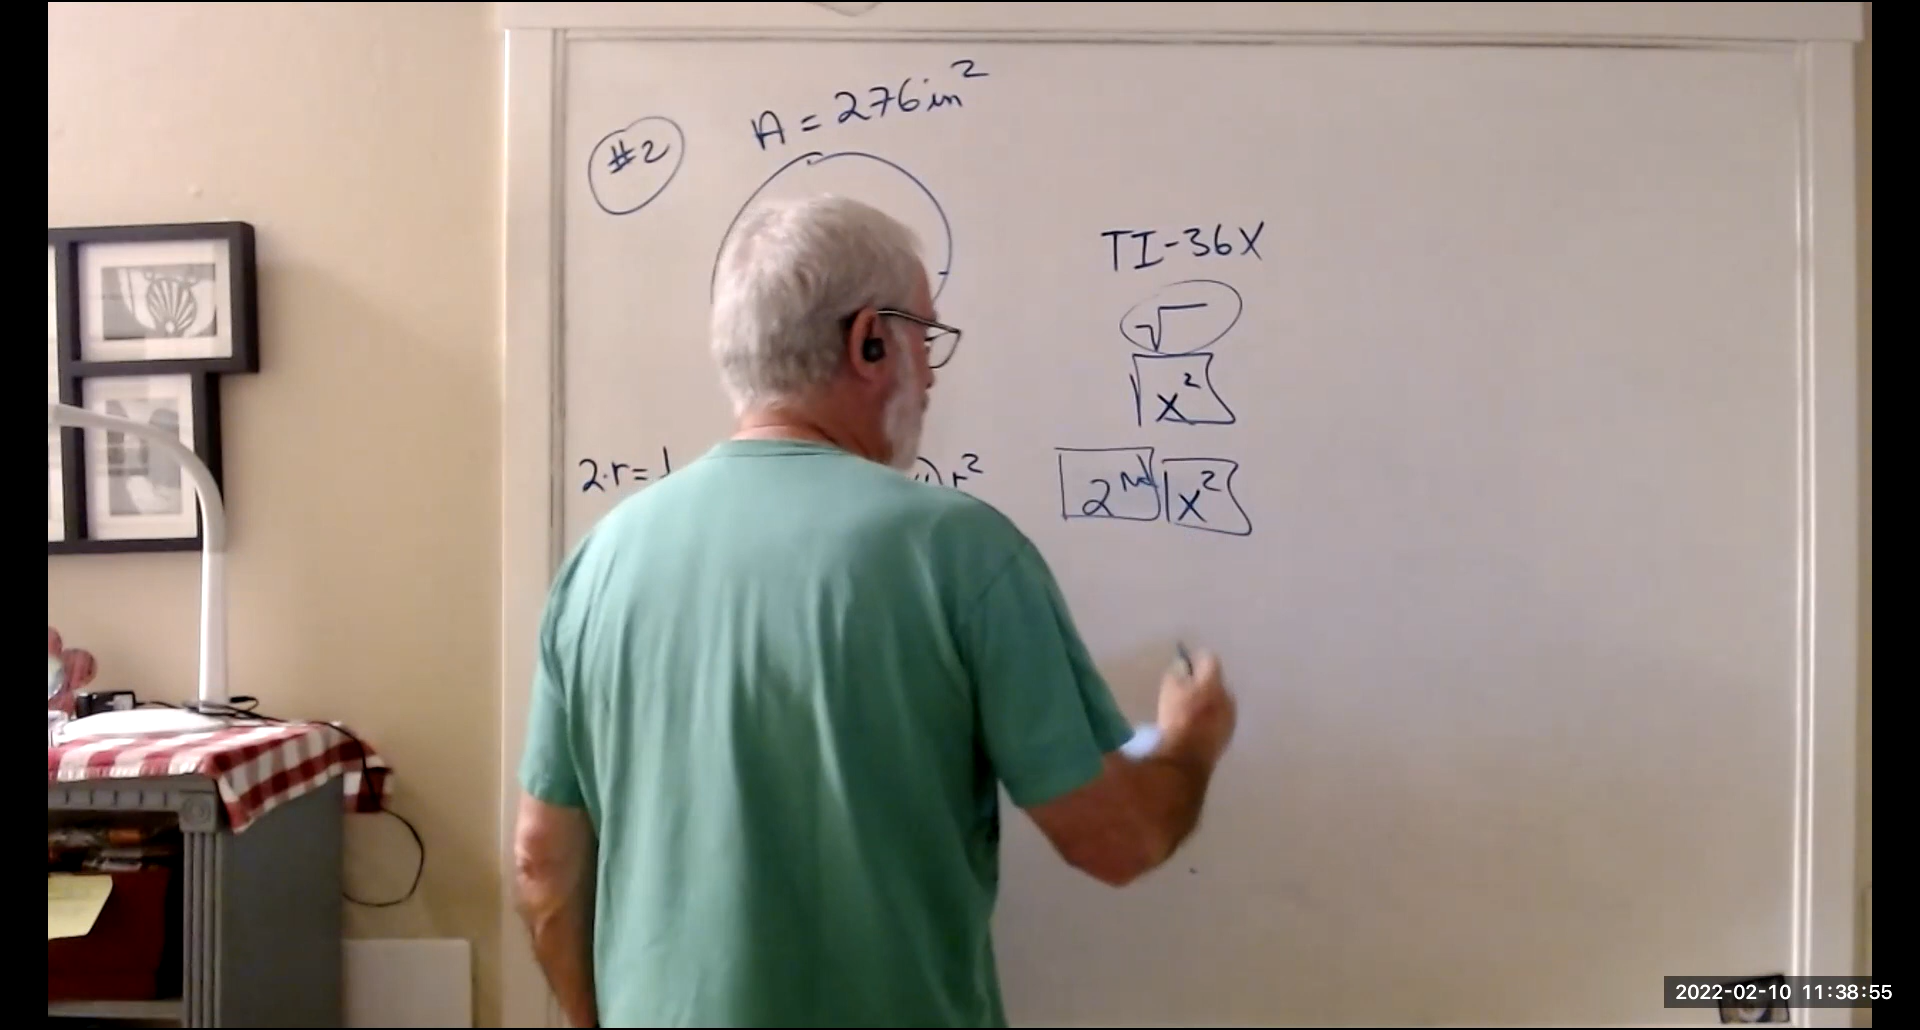 #2
A = 276 in²
TI-36X
√
x²
2·r=
r²
2nd x²
2022-02-10 11:38:55